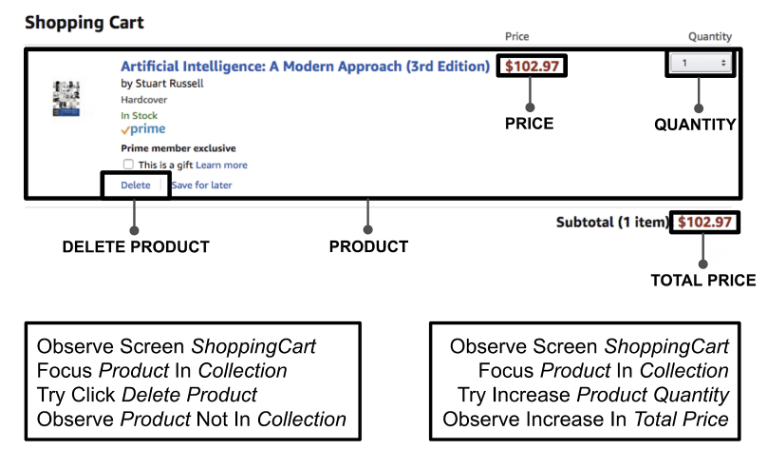 Shopping Cart
Price
Quantity
Artificial Intelligence: A Modern Approach (3rd Edition)
$102.97
1
by Stuart Russell
Hardcover
In Stock
prime
PRICE
QUANTITY
Prime member exclusive
This is a gift Learn more
Delete
Save for later
Subtotal (1 item)
$102.97
DELETE PRODUCT
PRODUCT
TOTAL PRICE
Observe Screen ShoppingCart
Focus Product In Collection
Try Click Delete Product
Observe Product Not In Collection
Observe Screen ShoppingCart
Focus Product In Collection
Try Increase Product Quantity
Observe Increase In Total Price